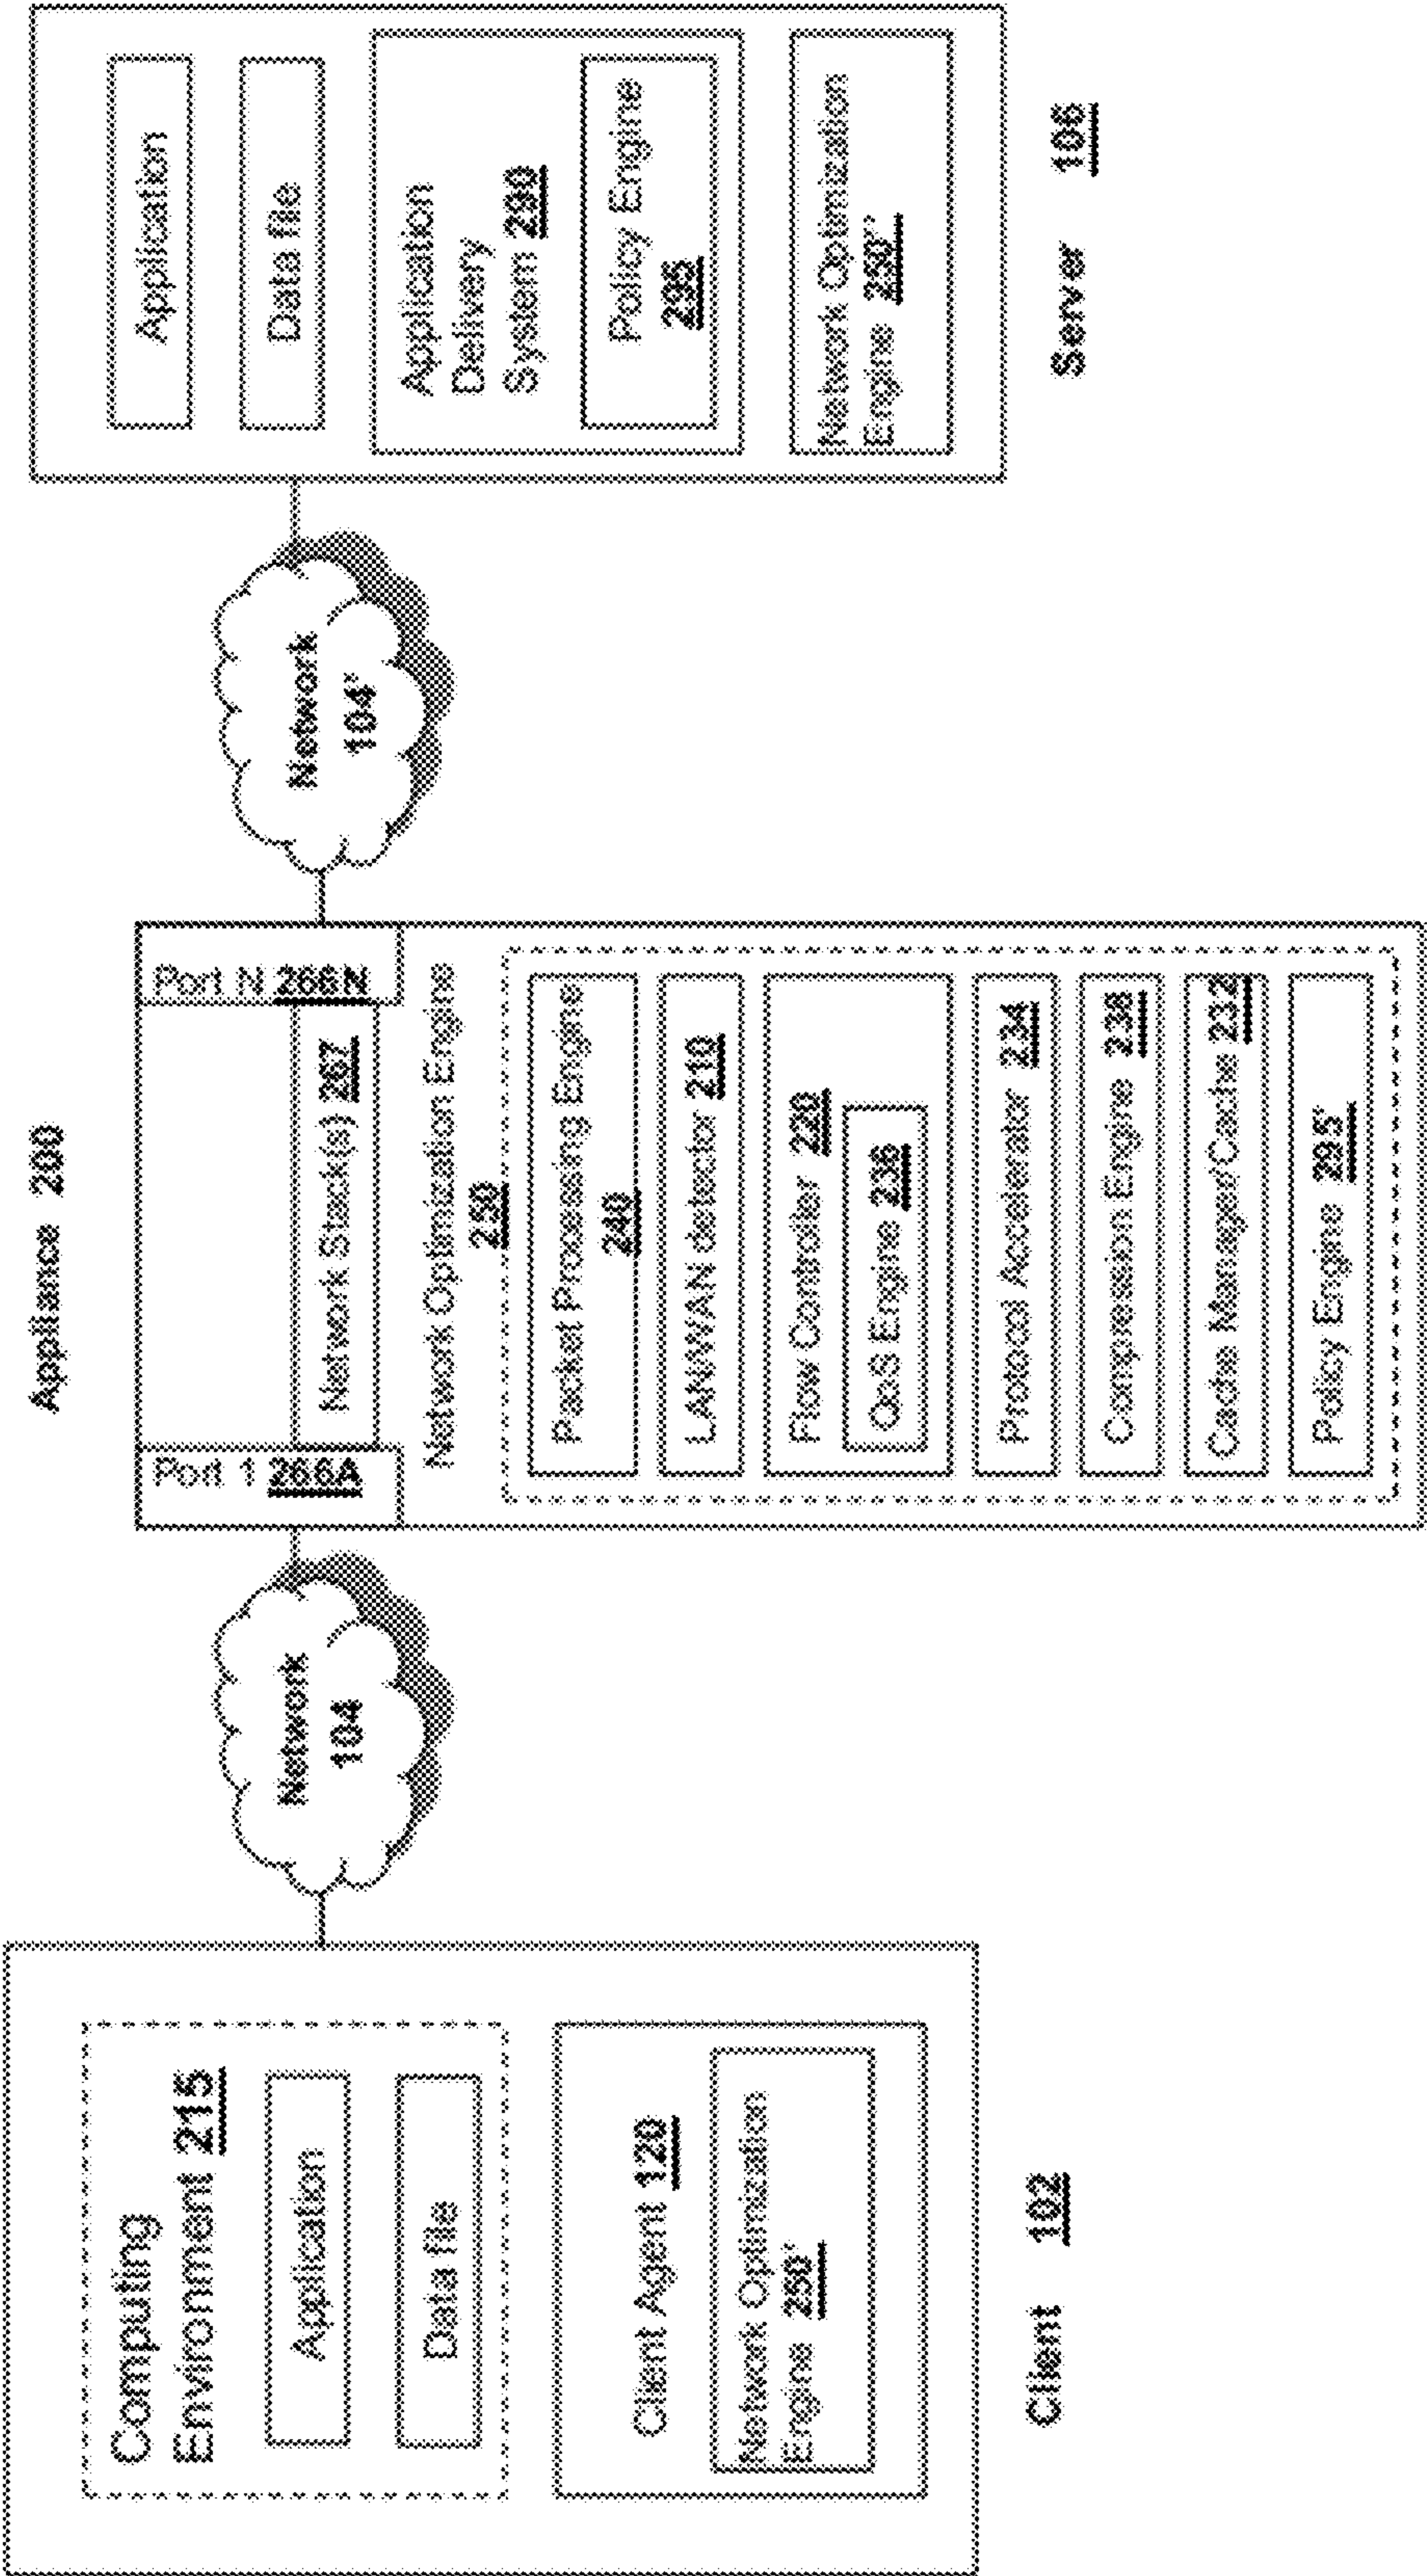 Appliance 200
Computing
Environment 215
Application
Data file
Client Agent 120
Network Optimization
Engine 250'
Client 102
Network
104
Port 1 266A
Port N 266N
Network Stack(s) 267
Network Optimization Engine
250
Packet Processing Engine
240
LAN/WAN detector 210
Flow Controller 220
QoS Engine 236
Protocol Accelerator 234
Compression Engine 238
Cache Manager/Cache 232
Policy Engine 295'
Network
104'
Application
Data file
Application
Delivery
System 290
Policy Engine
295
Network Optimization
Engine 250''
Server 106